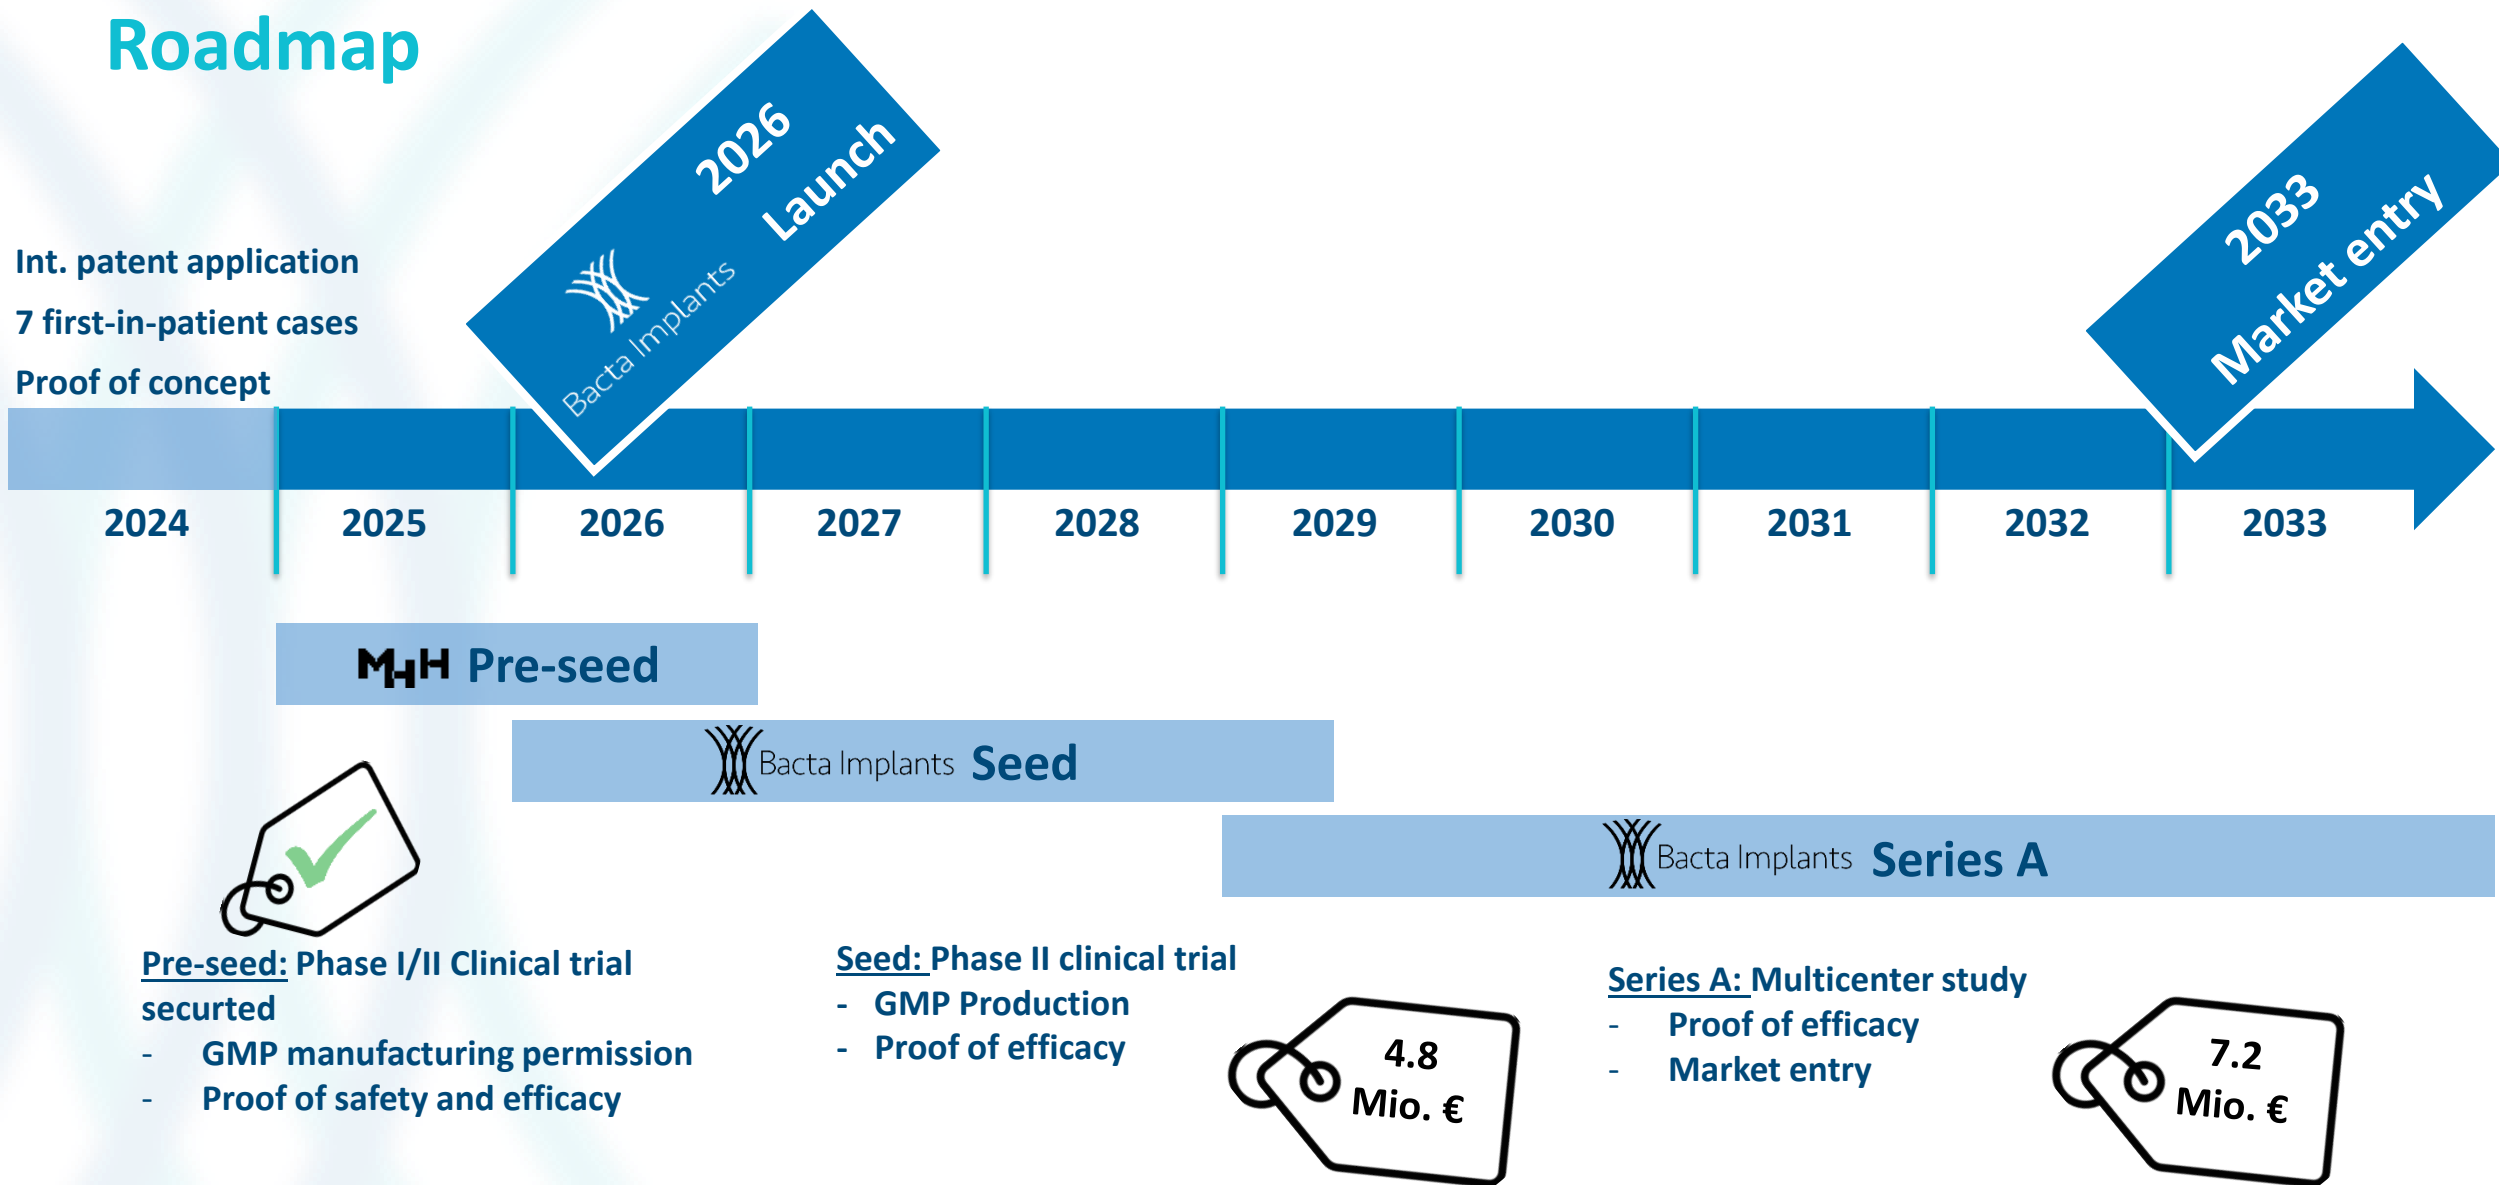 Roadmap
2026
Launch
Bacta Implants
2033
Market entry
Int. patent application
7 first-in-patient cases
Proof of concept
2024
2025
2026
2027
2028
2029
2030
2031
2032
2033
MHH Pre-seed
Bacta Implants Seed
Bacta Implants Series A
Pre-seed: Phase I/II Clinical trial
securted
- GMP manufacturing permission
- Proof of safety and efficacy
Seed: Phase II clinical trial
- GMP Production
- Proof of efficacy
4.8
Mio. €
Series A: Multicenter study
- Proof of efficacy
- Market entry
7.2
Mio. €